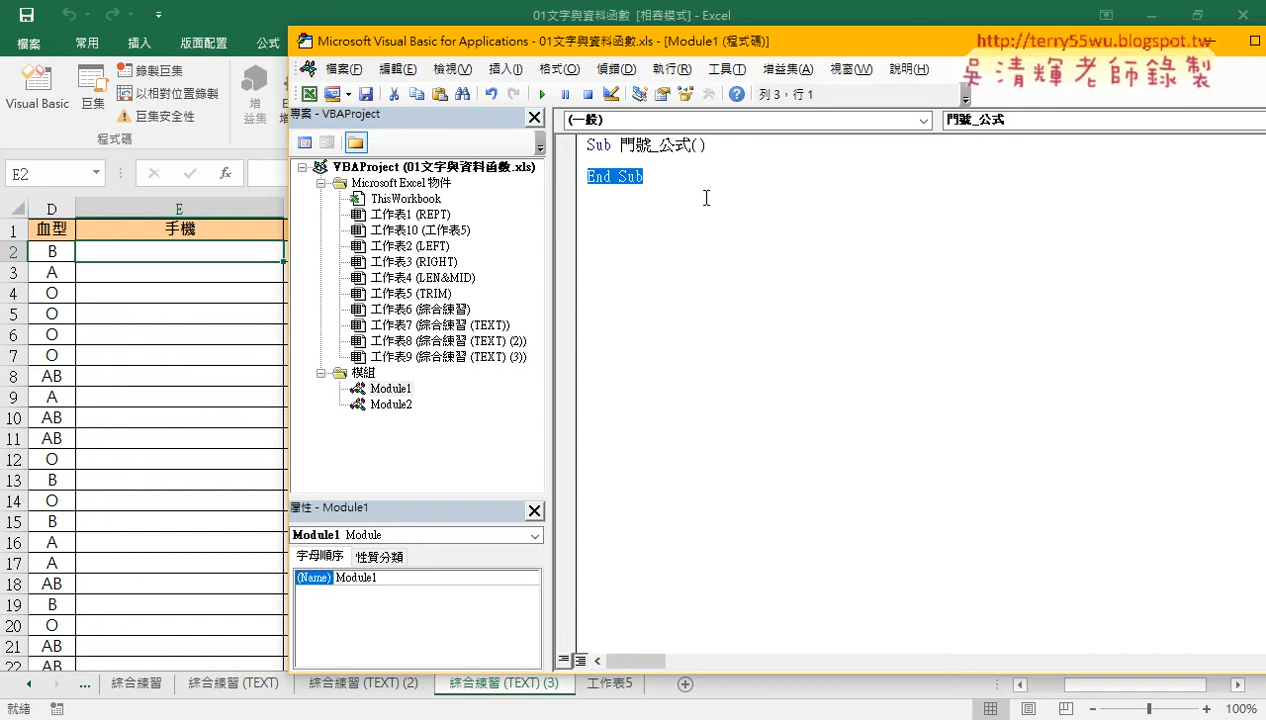 01文字與資料函數 [相容模式] - Excel
檔案 常用 插入 版面配置 公式
Visual Basic
巨集
錄製巨集
以相對位置錄製
巨集安全性
程式碼
增
益
集
E2
D E
血型 手機
1
2 B
3 A
4 O
5 O
6 O
7 O
8 AB
9 A
10 AB
11 AB
12 O
13 B
14 O
15 B
16 A
17 A
18 AB
19 B
20 O
21 AB
22 AB
Microsoft Visual Basic for Applications - 01文字與資料函數.xls - [Module1 (程式碼)]
http://terry55wu.blogspot.tw
吳清輝老師錄製
檔案(F) 編輯(E) 檢視(V) 插入(I) 格式(O) 偵錯(D) 執行(R) 工具(T) 增益集(A) 視窗(W) 說明(H)
列 3，行 1
專案 - VBAProject
VBAProject (01文字與資料函數.xls)
Microsoft Excel 物件
ThisWorkbook
工作表1 (REPT)
工作表10 (工作表5)
工作表2 (LEFT)
工作表3 (RIGHT)
工作表4 (LEN&MID)
工作表5 (TRIM)
工作表6 (綜合練習)
工作表7 (綜合練習 (TEXT))
工作表8 (綜合練習 (TEXT) (2))
工作表9 (綜合練習 (TEXT) (3))
模組
Module1
Module2
屬性 - Module1
Module1 Module
字母順序 性質分類
(Name) Module1
(一般) 門號_公式
Sub 門號_公式()
End Sub
... 綜合練習 綜合練習 (TEXT) 綜合練習 (TEXT) (2) 綜合練習 (TEXT) (3) 工作表5
就緒
100%